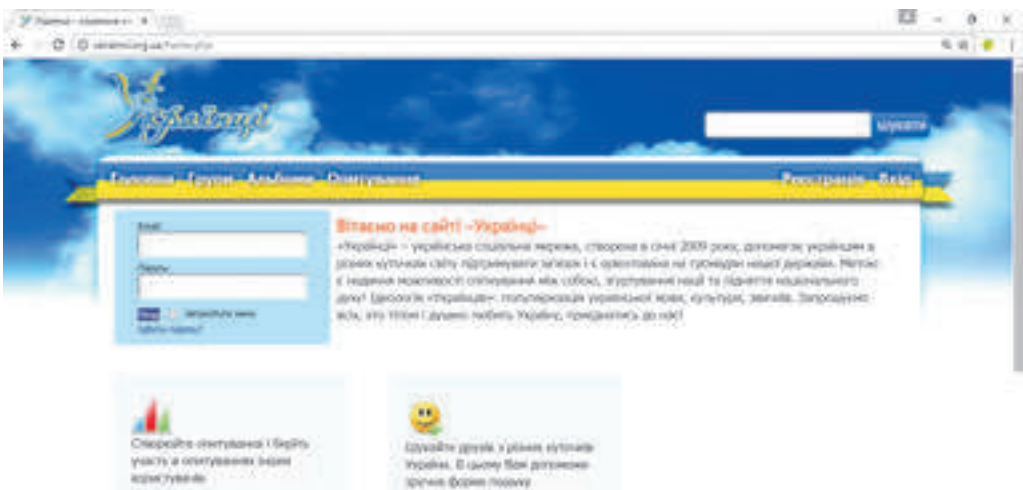 Українці
Шукати
Головна Групи Альбоми Опитування
Реєстрація Вхід
Email
Пароль
Вхід
Забули пароль?
Вітаємо на сайті «Українці»
«Українці» – українська соціальна мережа, створена в січні 2009 року, допомагає українцям в
різних куточках світу підтримувати зв'язок і є орієнтована на громадян нашої держави. Метою
є надання можливості спілкування між собою, згуртування нації та підняття національного
духу! Ідеологія «Українців»: популяризація української мови, культури, звичаїв. Запрошуємо
всіх, хто тілом і душею любить Україну, приєднатись до нас!
Створюйте опитування і беріть
участь в опитуваннях інших
користувачів
Шукайте друзів з різних куточків
України. В цьому Вам допоможе
зручна форма пошуку